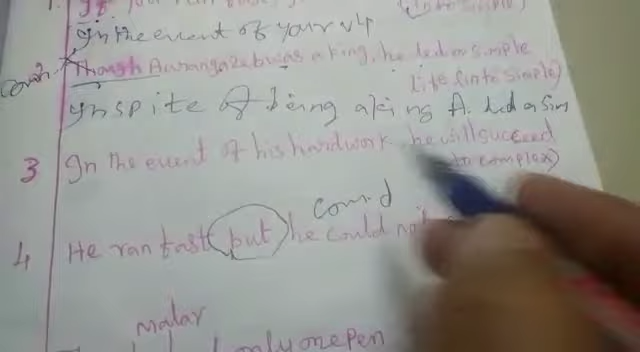 In the event of your
Though Aurangazeb was a king, he led a simple
life (into simple)
Inspite of being a king A. led a sim
3 In the event of his hardwork, he will succeed
to complex)
com.d
4 He ran fast but he could not
malar
only one pen